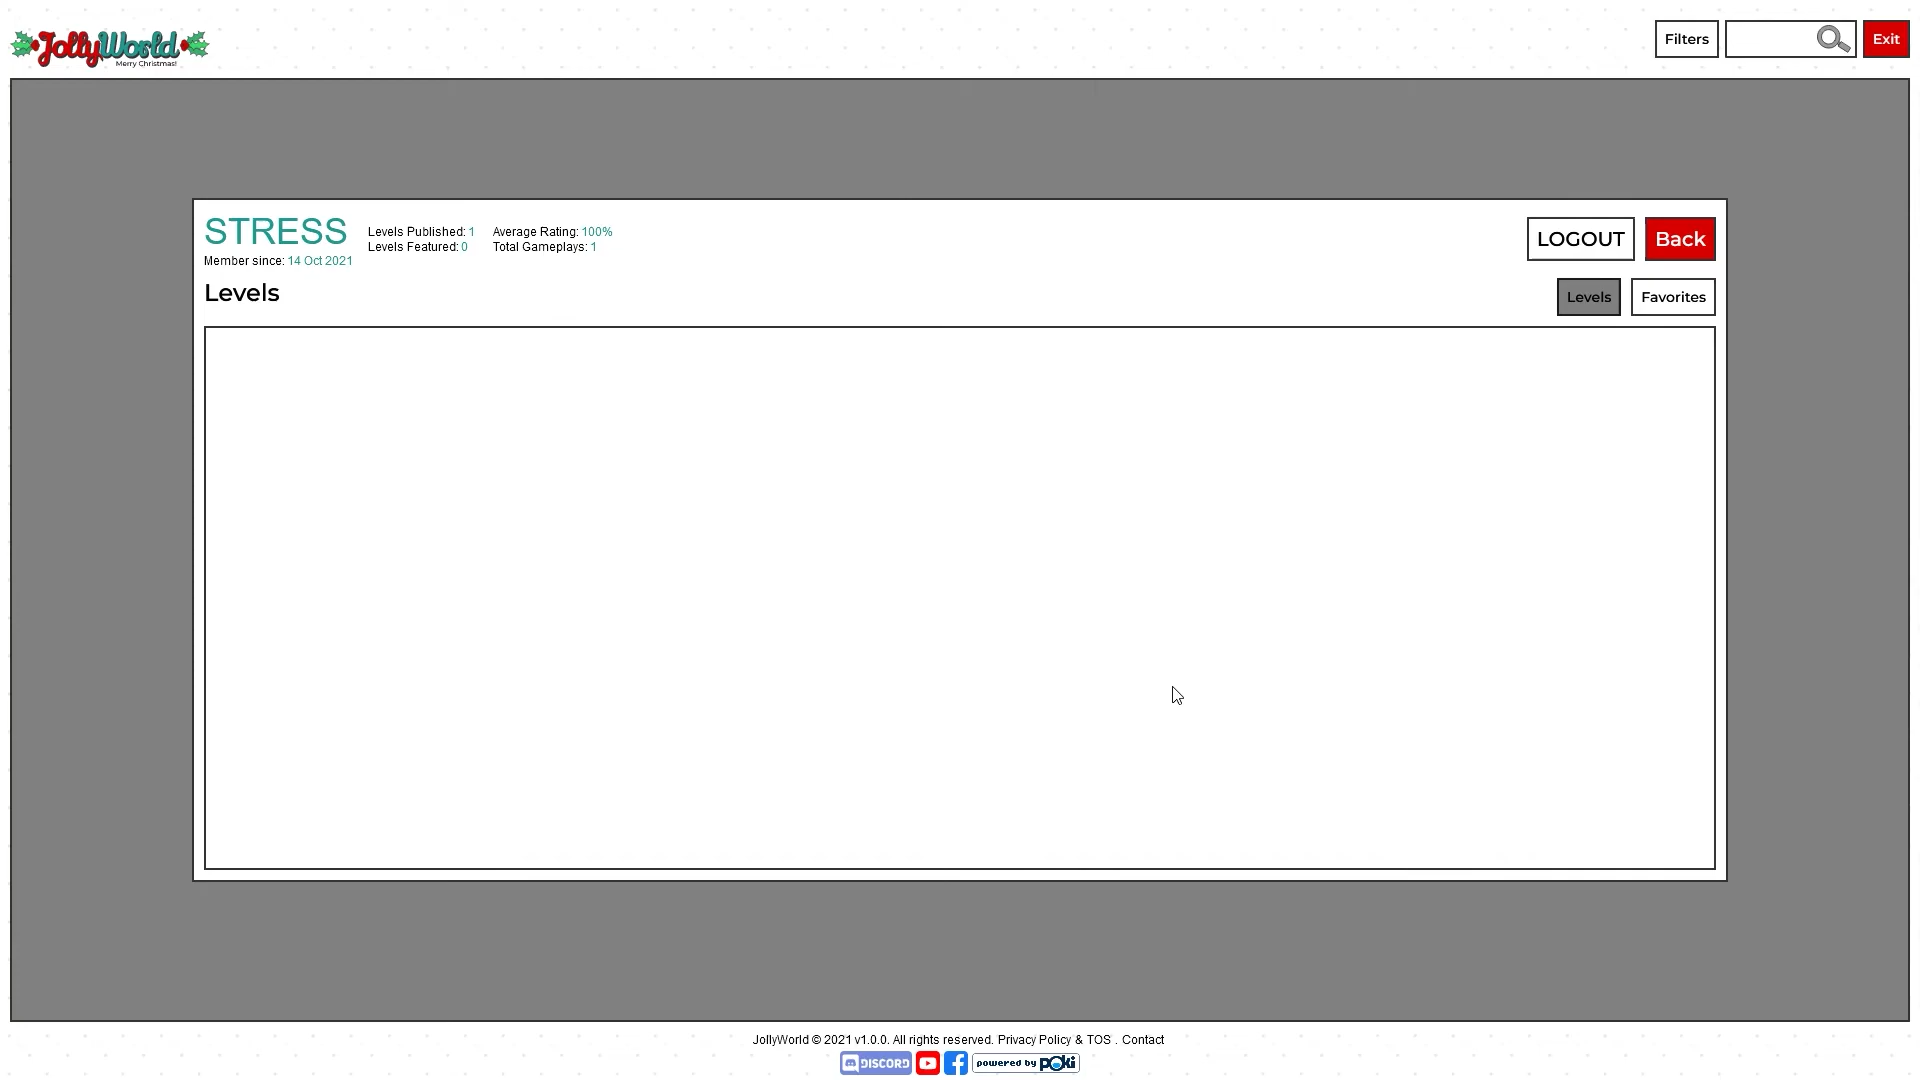 JollyWorld
Merry Christmas!
Filters
Exit
STRESS
Levels Published: 1
Average Rating: 100%
Levels Featured: 0
Total Gameplays: 1
Member since: 14 Oct 2021
LOGOUT
Back
Levels
Levels
Favorites
JollyWorld © 2021 v1.0.0. All rights reserved. Privacy Policy & TOS . Contact
DISCORD
powered by poki